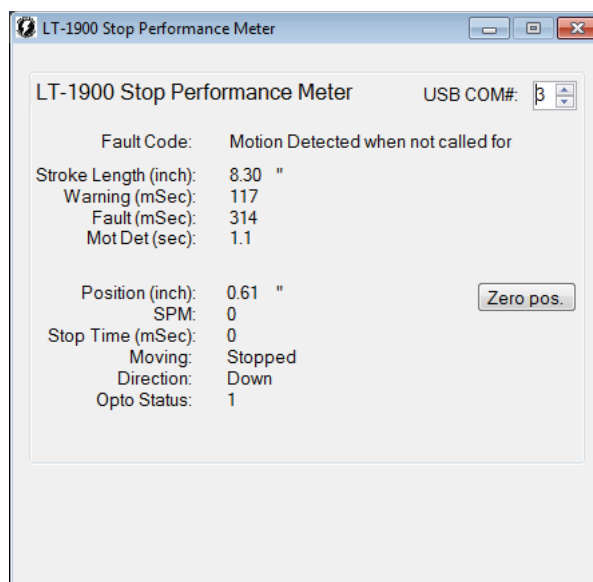 LT-1900 Stop Performance Meter
LT-1900 Stop Performance Meter USB COM#: 3
Fault Code: Motion Detected when not called for
Stroke Length (inch): 8.30 "
Warning (mSec): 117
Fault (mSec): 314
Mot Det (sec): 1.1
Position (inch): 0.61 " Zero pos.
SPM: 0
Stop Time (mSec): 0
Moving: Stopped
Direction: Down
Opto Status: 1